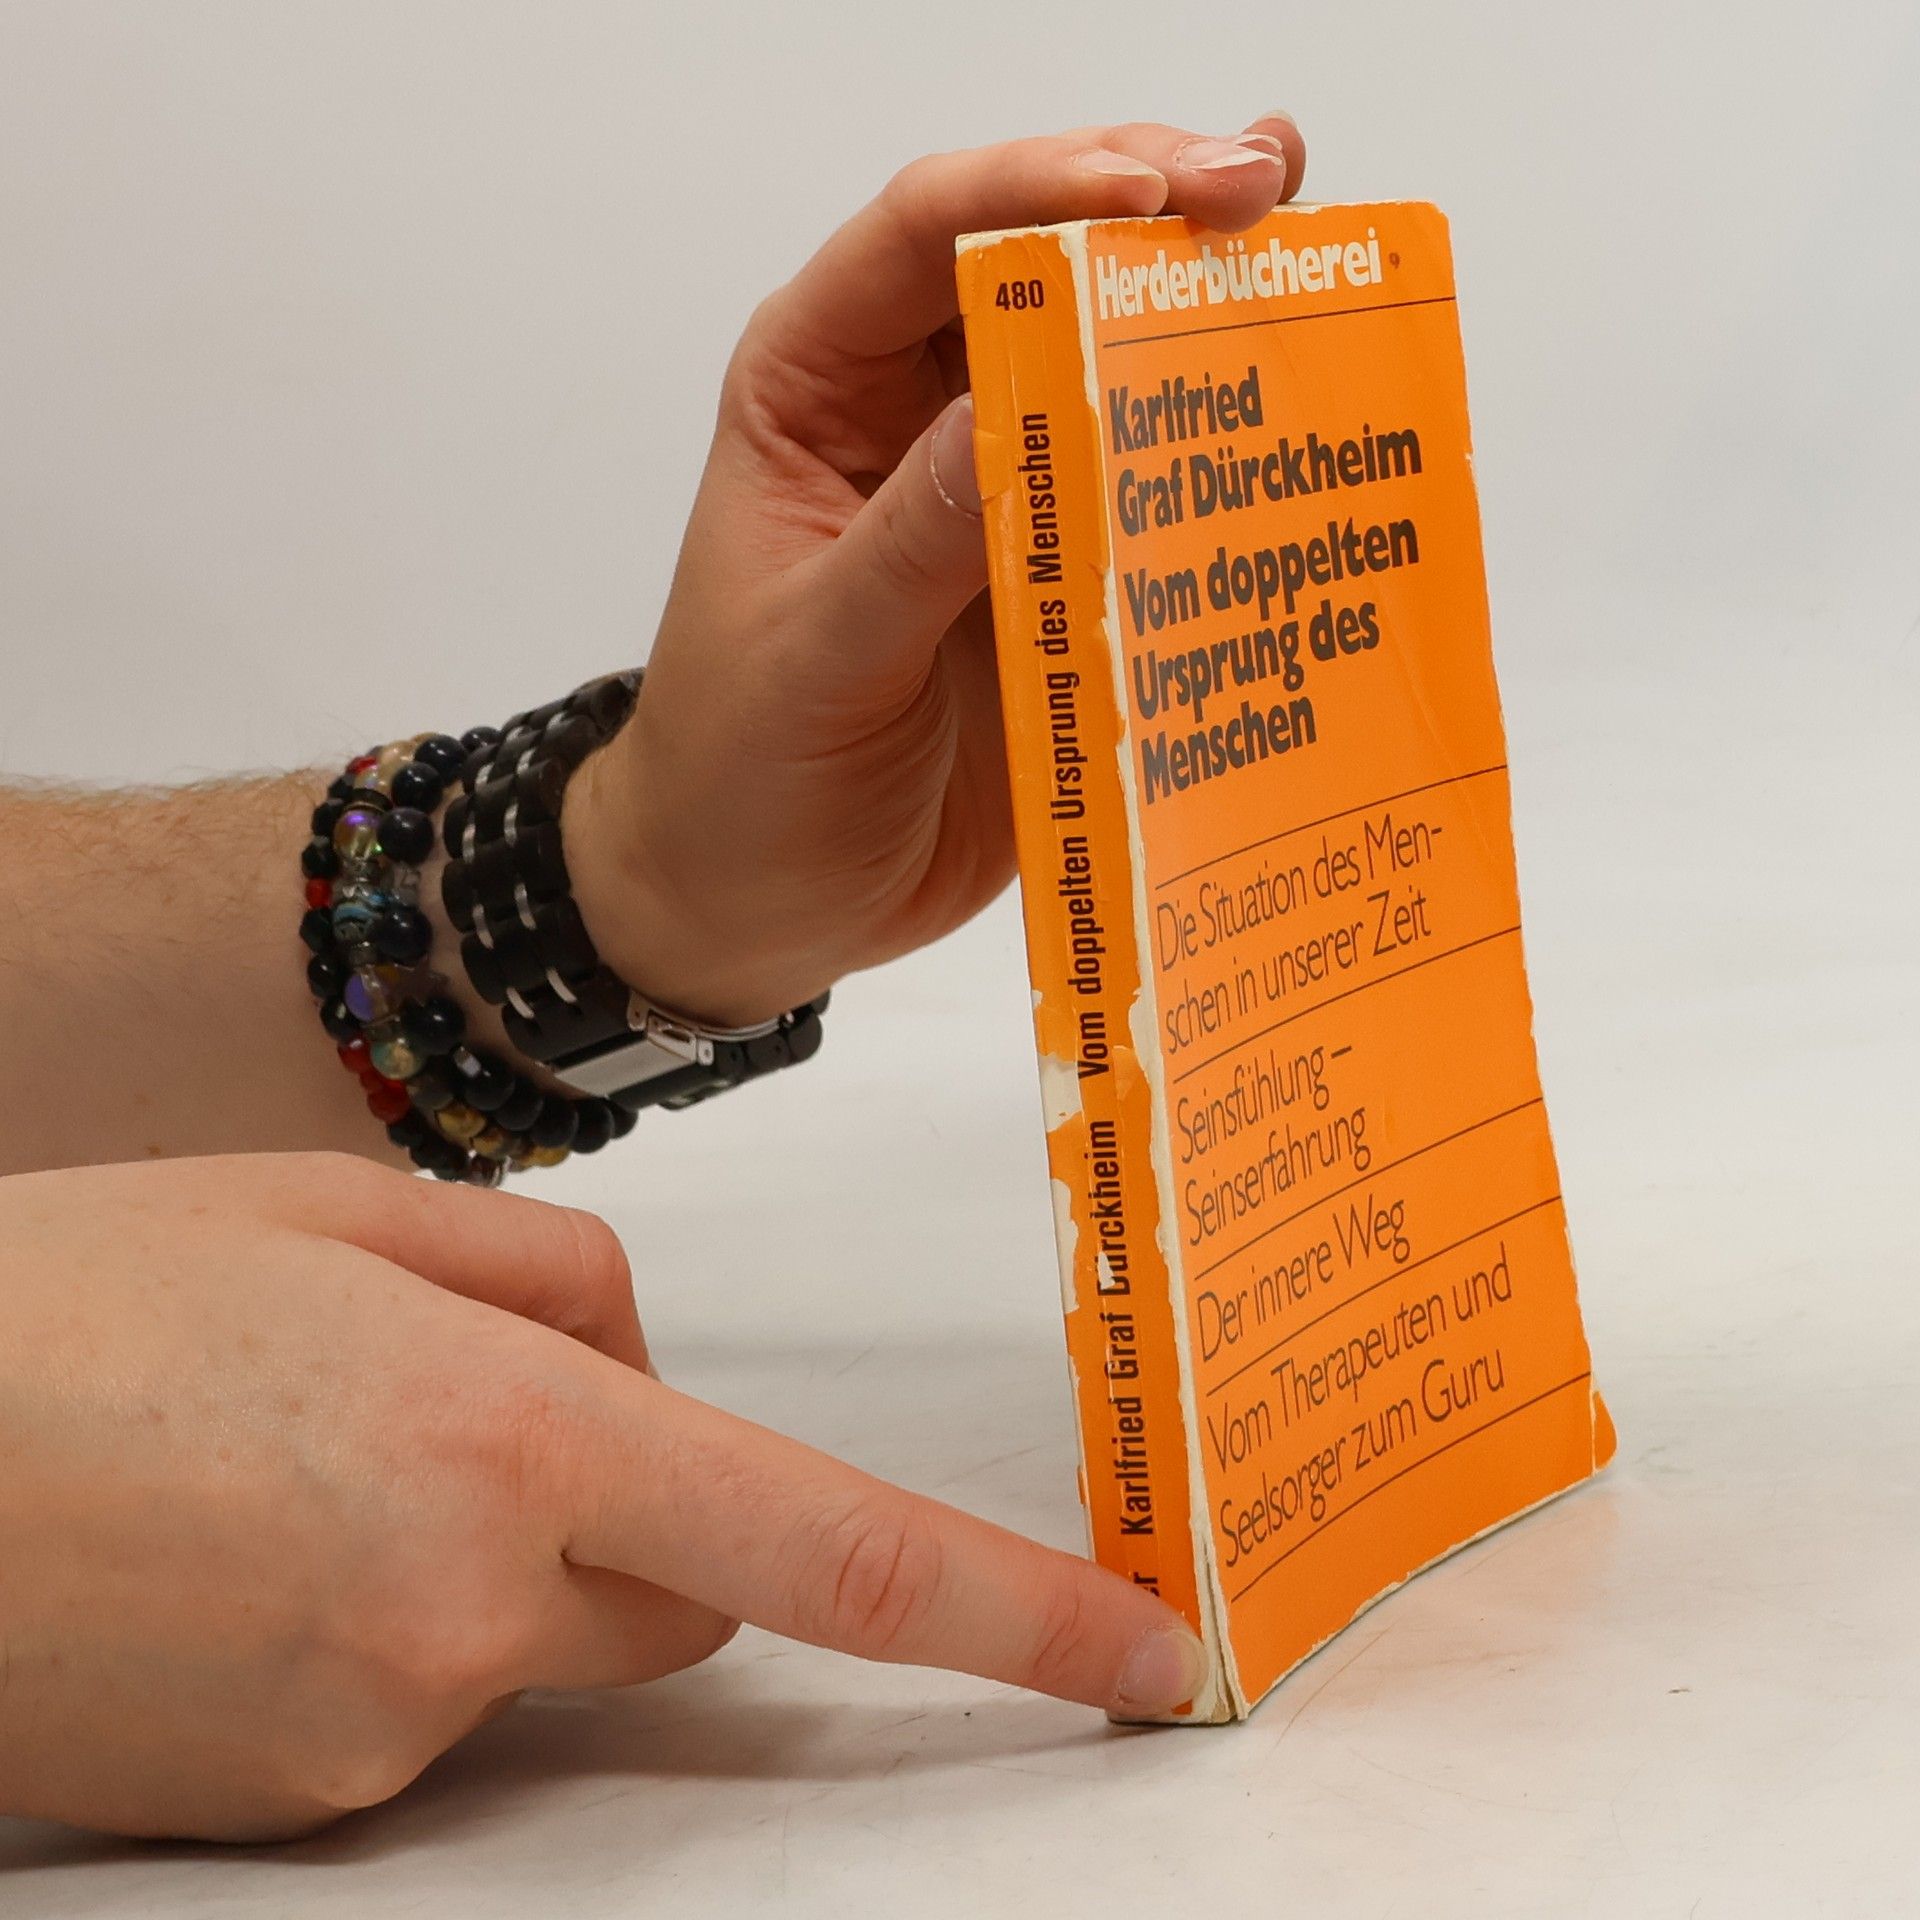 480
Karlfried Graf Dürckheim Vom doppelten Ursprung des Menschen
Herderbücherei
Karlfried
Graf Dürckheim
Vom doppelten
Ursprung des
Menschen
Die Situation des Men-
schen in unserer Zeit
Seinsfühlung –
Seinserfahrung
Der innere Weg
Vom Therapeuten und
Seelsorger zum Guru